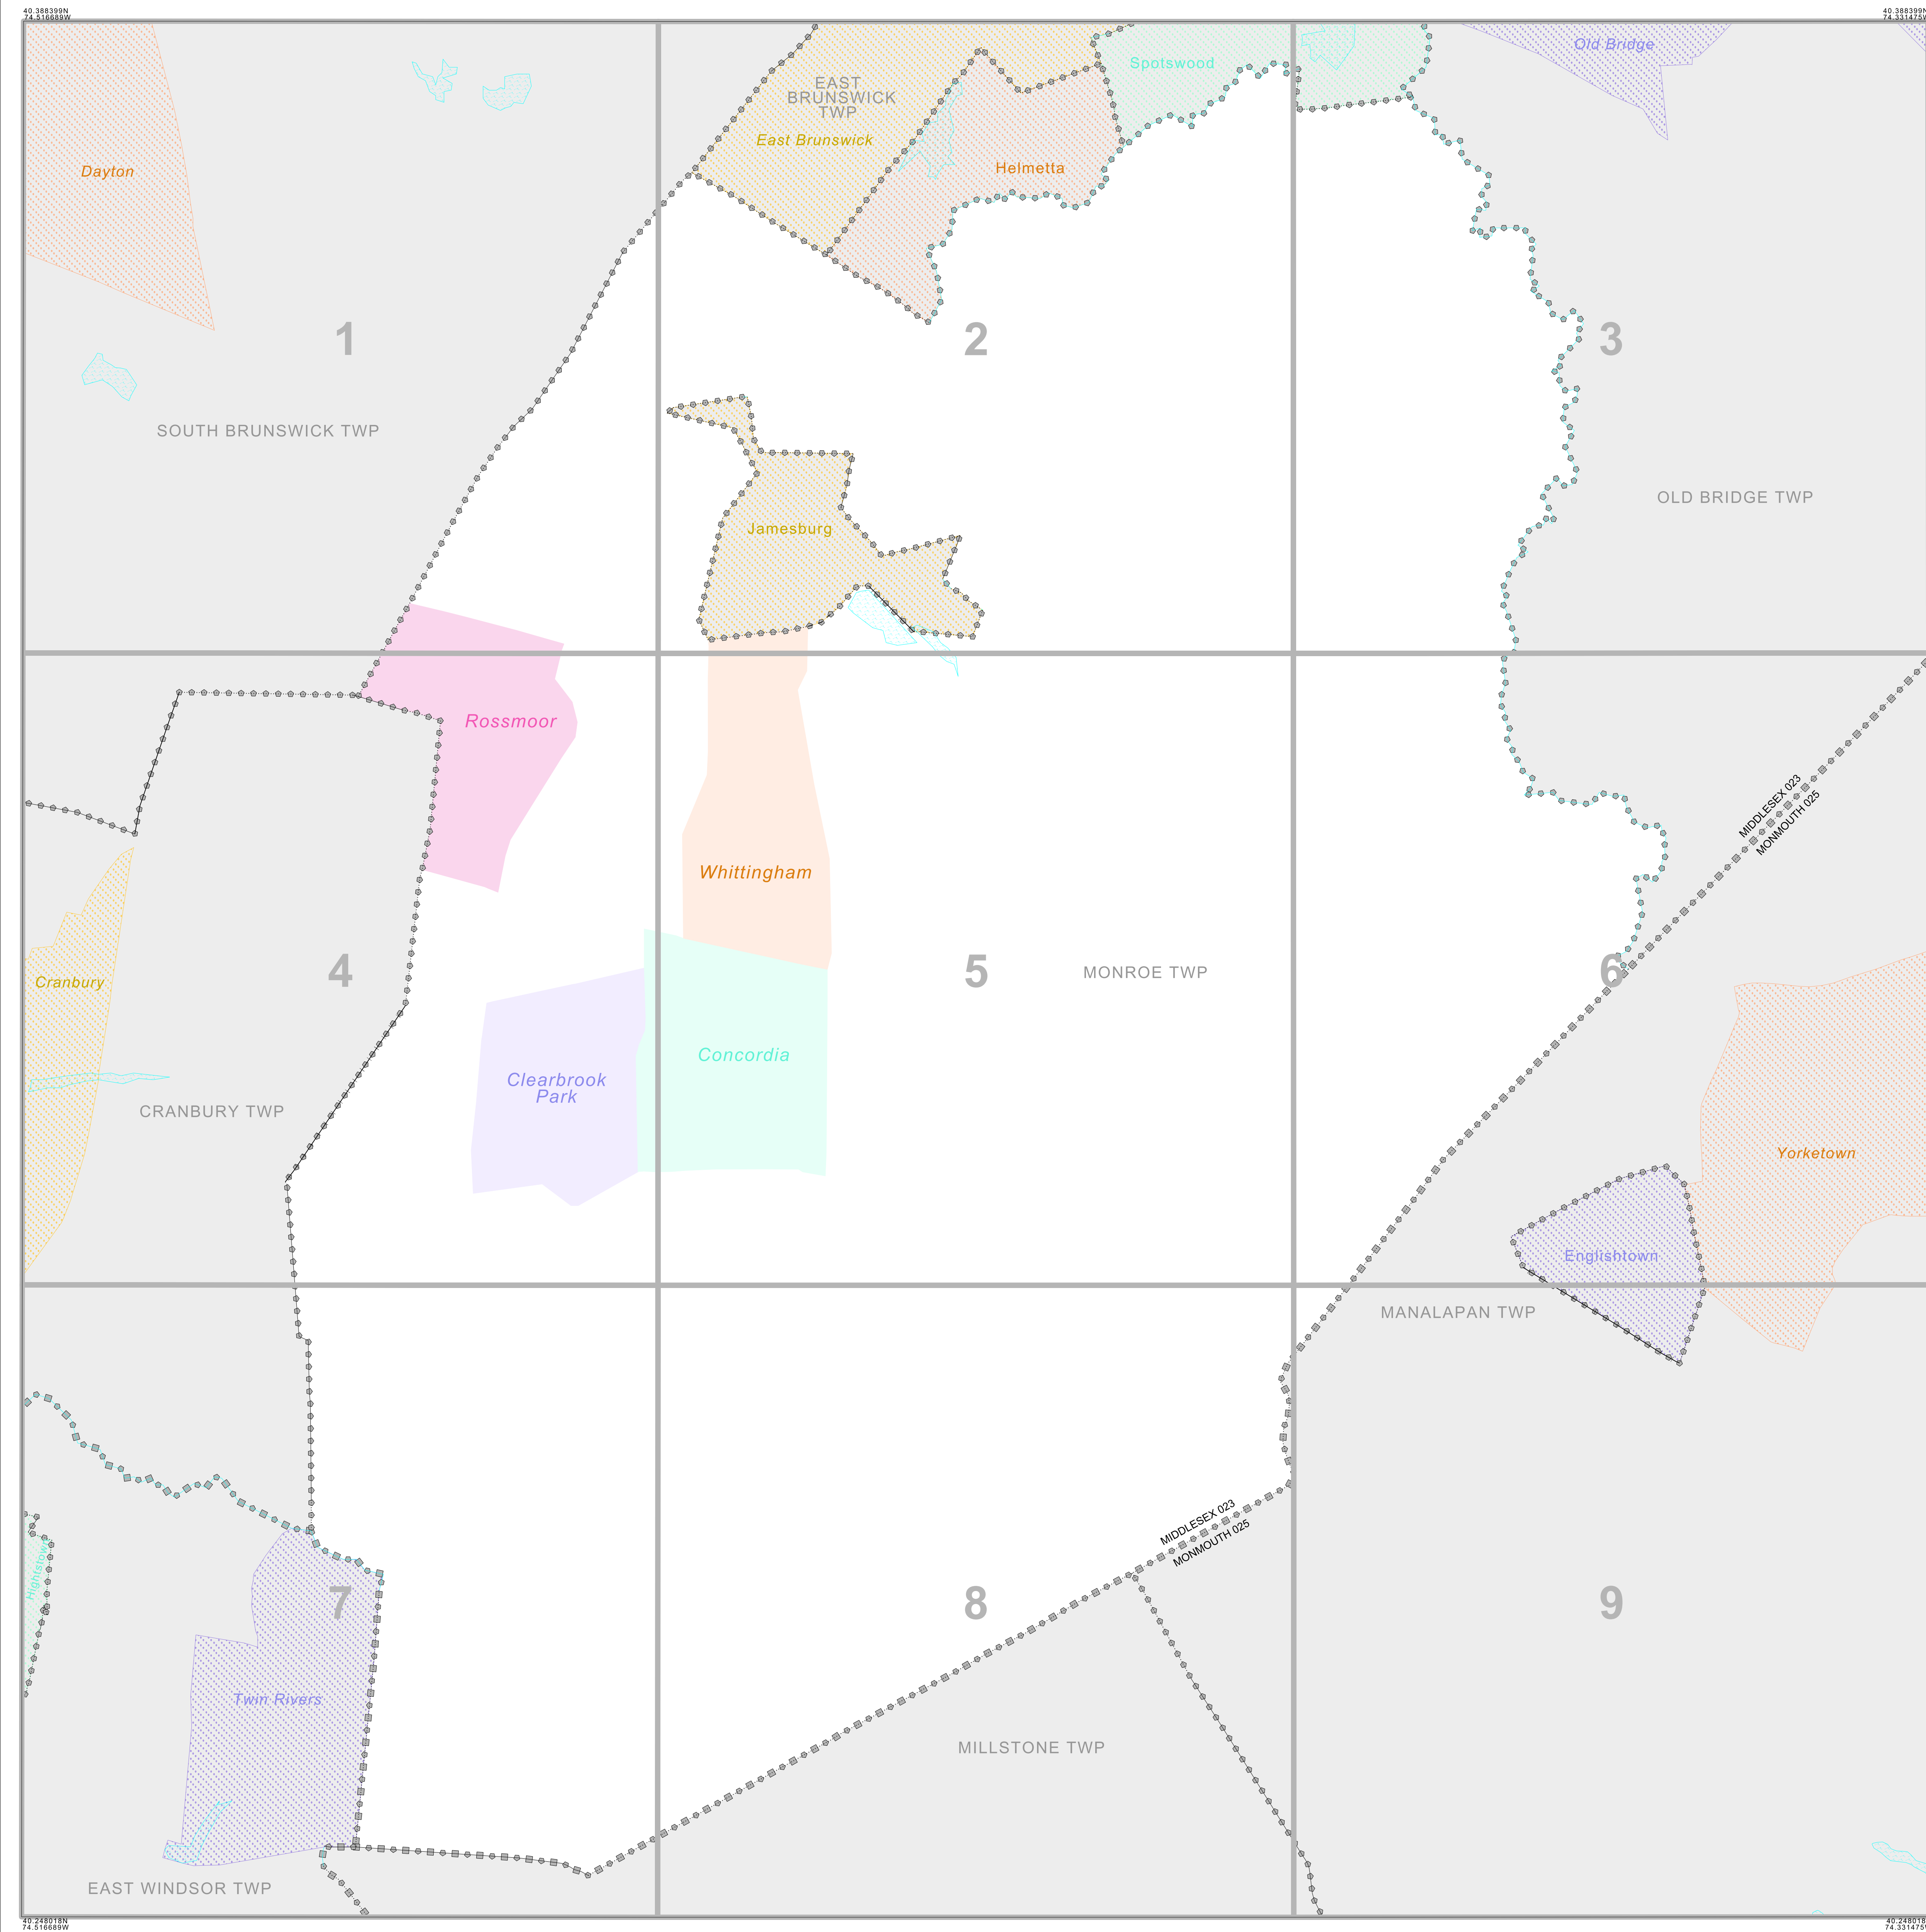 40.388399N
74.516689W
40.388399N
74.331475W
Old Bridge
Spotswood
EAST
BRUNSWICK
TWP
East Brunswick
Helmetta
Dayton
1
2
3
SOUTH BRUNSWICK TWP
OLD BRIDGE TWP
Jamesburg
Rossmoor
MIDDLESEX 023
MONMOUTH 025
Whittingham
4
5
6
MONROE TWP
Cranbury
Concordia
Clearbrook
Park
CRANBURY TWP
Yorketown
Englishtown
MANALAPAN TWP
MIDDLESEX 023
MONMOUTH 025
Hightstown
7
8
9
Twin Rivers
MILLSTONE TWP
EAST WINDSOR TWP
40.248018N
74.516689W
40.248018N
74.331475W